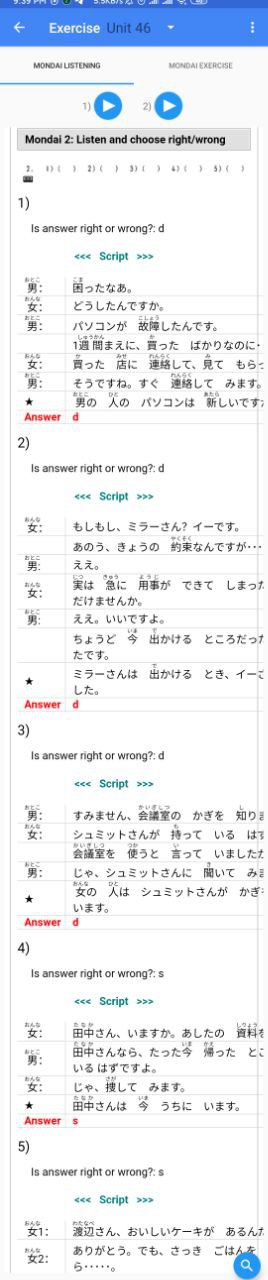 9:39 PM 5.5KB/s
Exercise Unit 46
MONDAI LISTENING MONDAI EXERCISE
1) 2)
Mondai 2: Listen and choose right/wrong
2. 1) ( ) 2) ( ) 3) ( ) 4) ( ) 5) ( )
1)
Is answer right or wrong?: d
<<< Script >>>
男: 困ったなあ。
女: どうしたんですか。
男: パソコンが 故障したんです。
1週間まえに、買った ばかりなのに・
女: 買った 店に 連絡して、見て もらっ
男: そうですね。すぐ 連絡して みます。
★ 男の 人の パソコンは 新しいです
Answer d
2)
Is answer right or wrong?: d
<<< Script >>>
女: もしもし、ミラーさん? イーです。
あのう、きょうの 約束なんですが・・・
男: ええ。
女: 実は 急に 用事が できて しまった
だけませんか。
男: ええ。いいですよ。
ちょうど 今 出かける ところだった
たです。
★ ミラーさんは 出かける とき、イーさ
した。
Answer d
3)
Is answer right or wrong?: d
<<< Script >>>
男: すみません、会議室の かぎを 知りま
女: シュミットさんが 持って いる はず
会議室を 使うと 言って いましたか
男: じゃ、シュミットさんに 聞いて みま
★ 女の 人は シュミットさんが かぎ
います。
Answer d
4)
Is answer right or wrong?: s
<<< Script >>>
女: 田中さん、いますか。あしたの 資料を
男: 田中さんなら、たった今 帰った とこ
いる はずですよ。
女: じゃ、捜して みます。
★ 田中さんは 今 うちに います。
Answer s
5)
Is answer right or wrong?: s
<<< Script >>>
女1: 渡辺さん、おいしいケーキが あるんだ
女2: ありがとう。でも、さっき ごはんを
ら・・・・・。